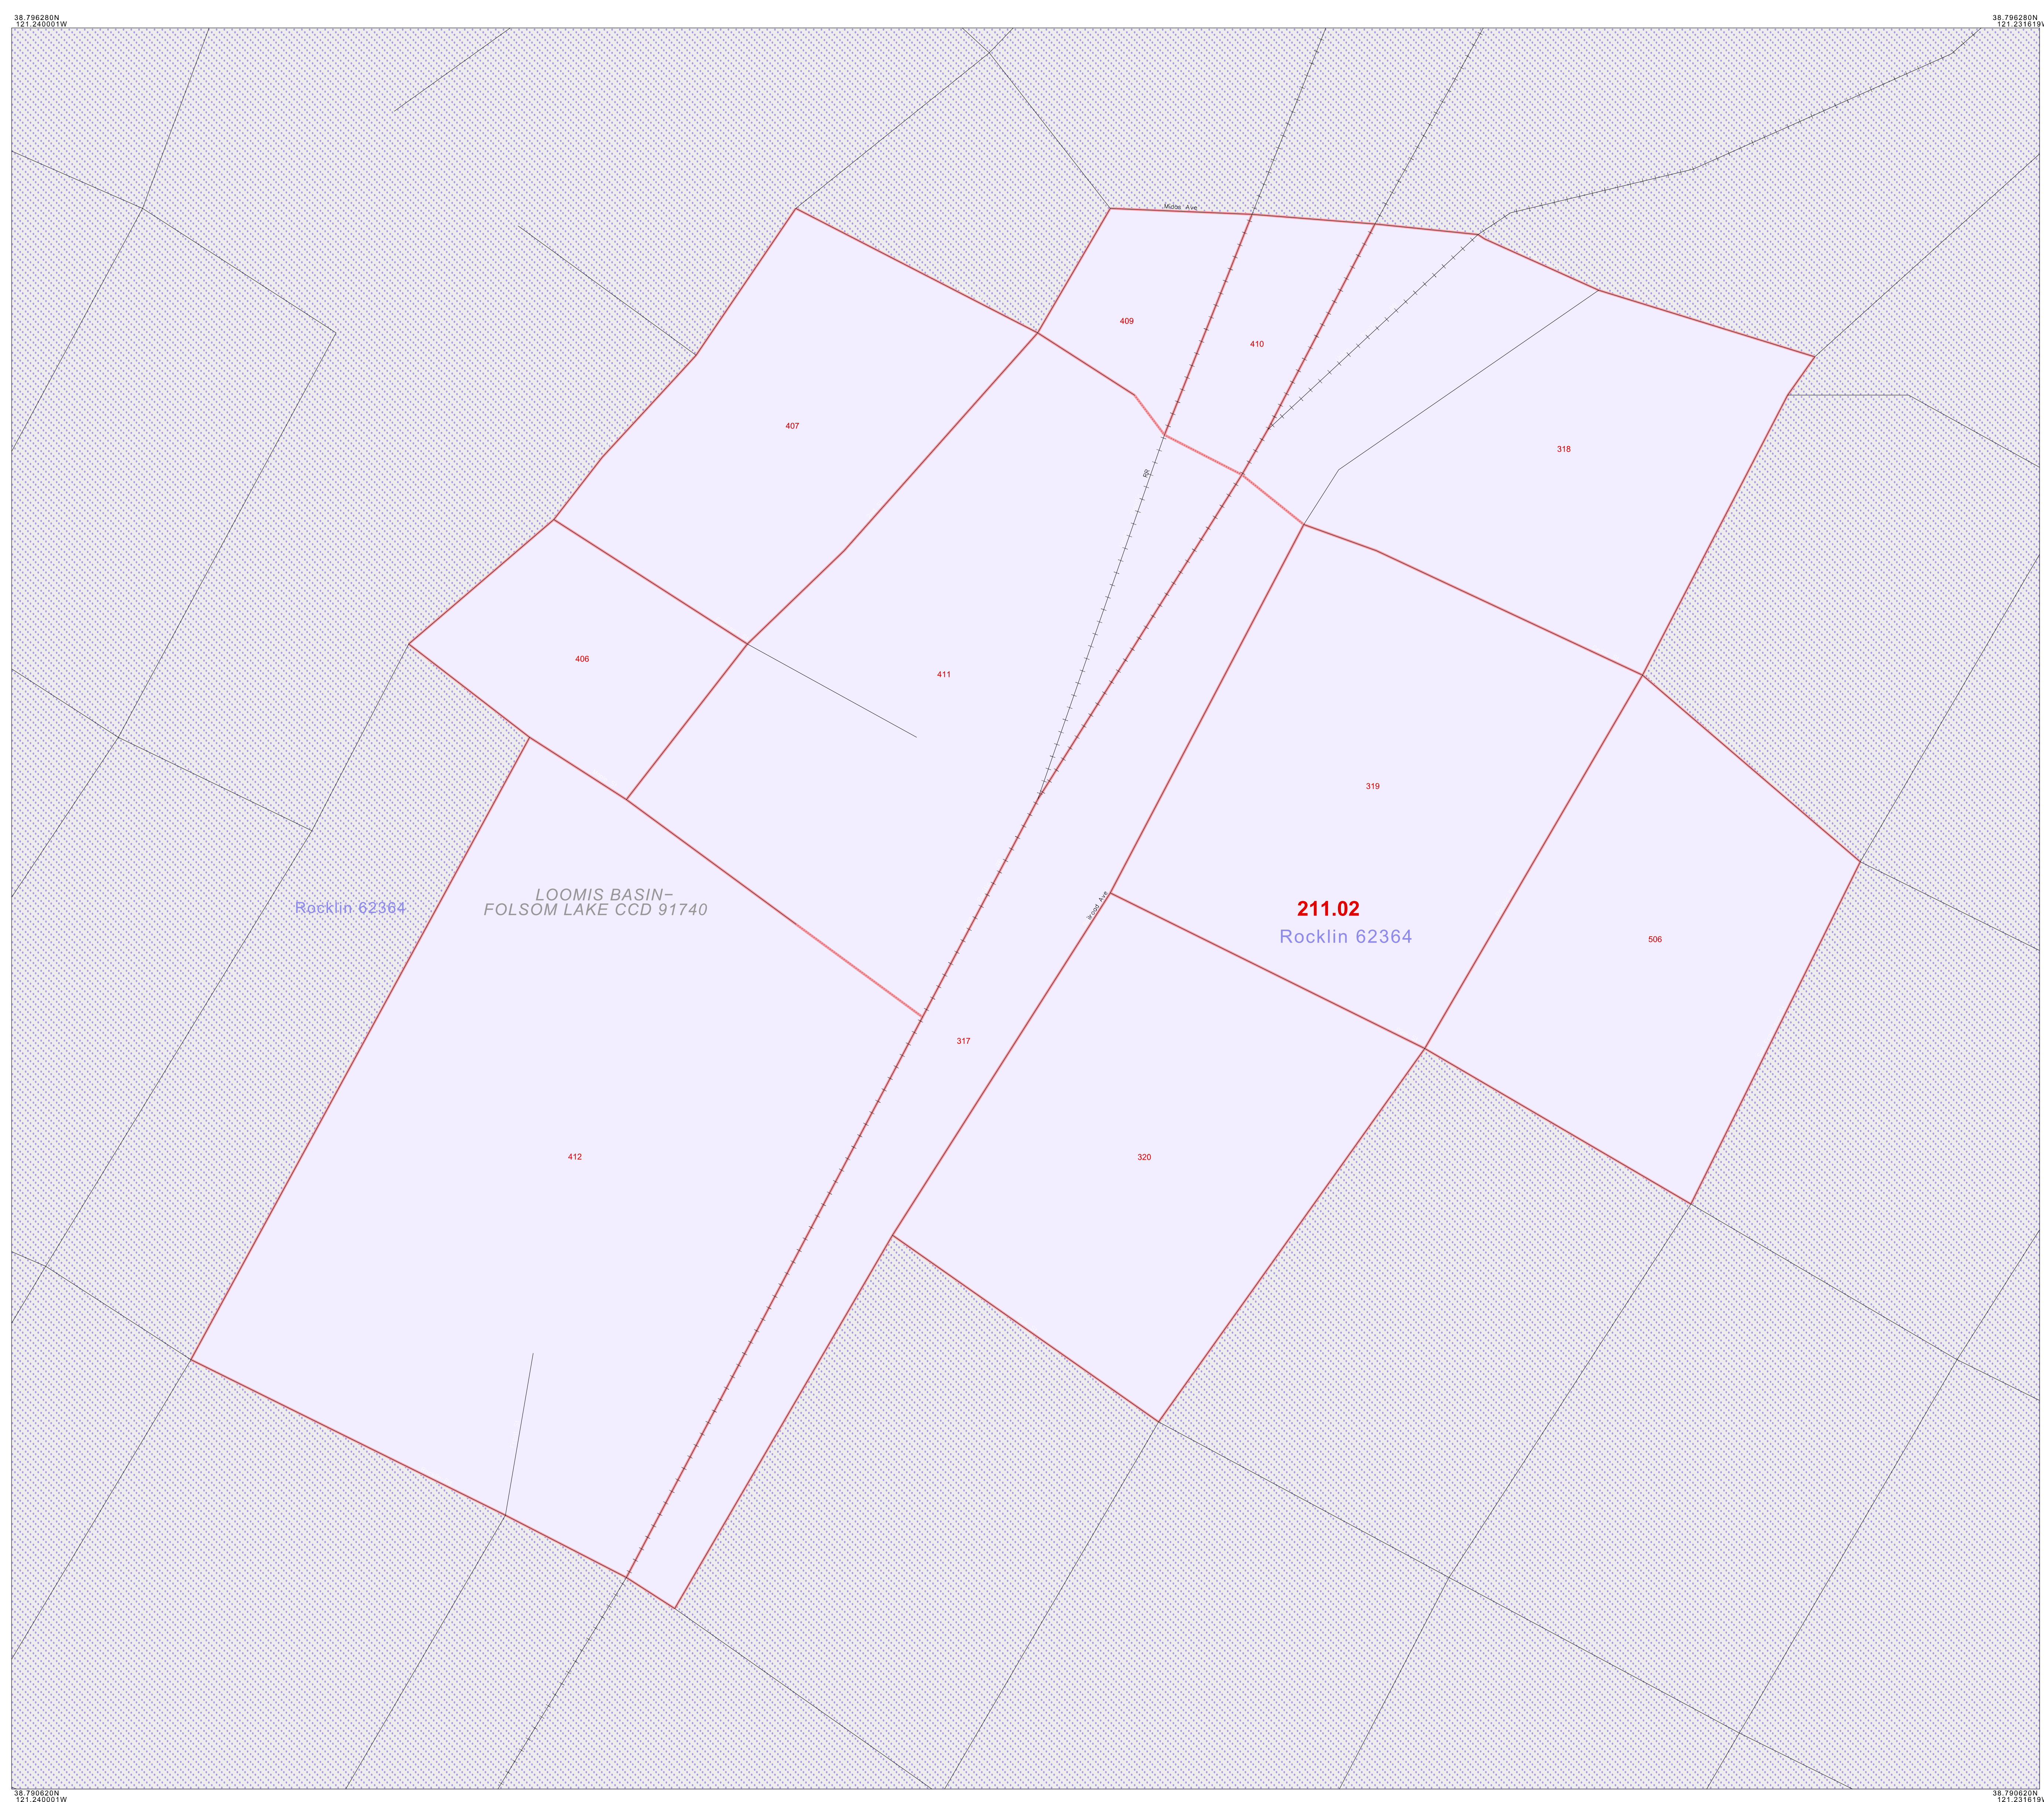 38.796280N
121.240001W
38.796280N
121.231619W
Midas Ave
409
410
407
318
RR
406
411
319
LOOMIS BASIN−
FOLSOM LAKE CCD 91740
Rocklin 62364
211.02
Rocklin 62364
506
317
412
320
38.790620N
121.240001W
38.790620N
121.231619W